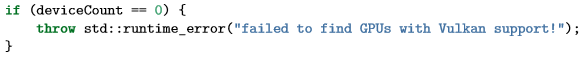 if (deviceCount == 0) {
    throw std::runtime_error("failed to find GPUs with Vulkan support!");
}